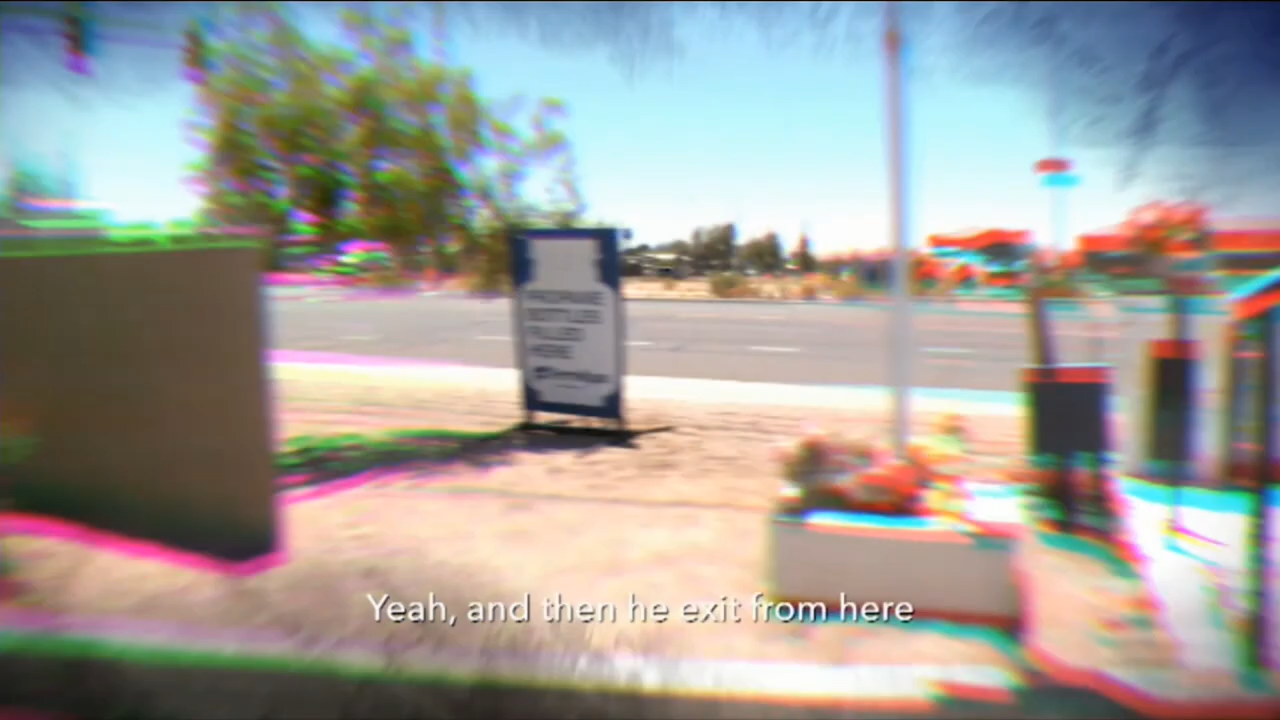 PROPANE
BOTTLES
FILLED
HERE
Yeah, and then he exit from here